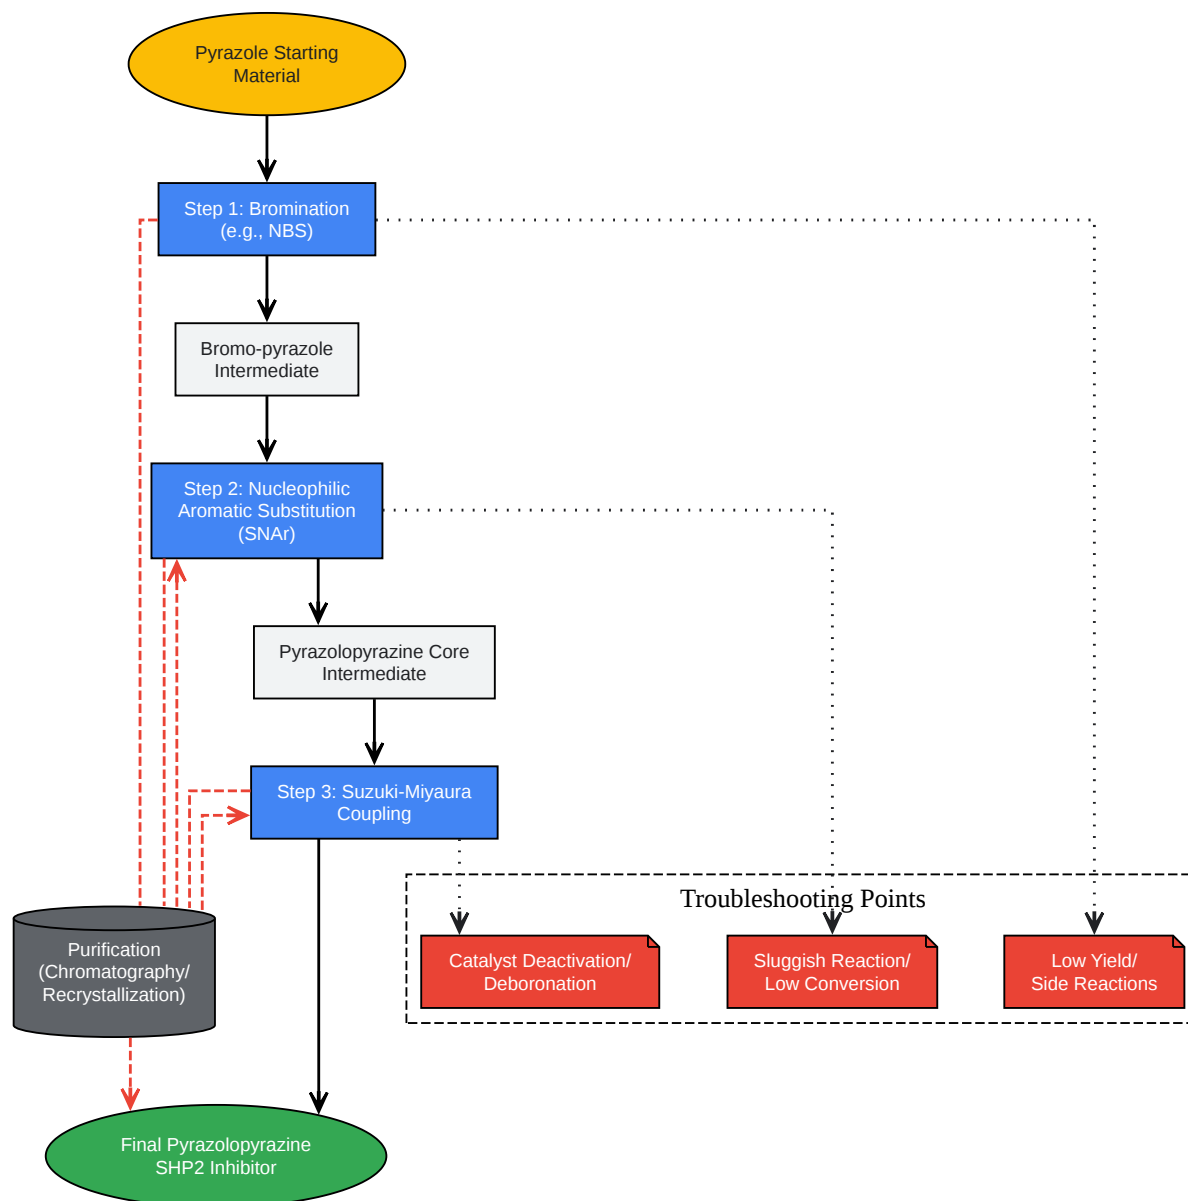 Pyrazole Starting
Material
Step 1: Bromination
(e.g., NBS)
Bromo-pyrazole
Intermediate
Step 2: Nucleophilic
Aromatic Substitution
(SNAr)
Pyrazolopyrazine Core
Intermediate
Step 3: Suzuki-Miyaura
Coupling
Troubleshooting Points
Catalyst Deactivation/
Deboronation
Sluggish Reaction/
Low Conversion
Low Yield/
Side Reactions
Purification
(Chromatography/
Recrystallization)
Final Pyrazolopyrazine
SHP2 Inhibitor